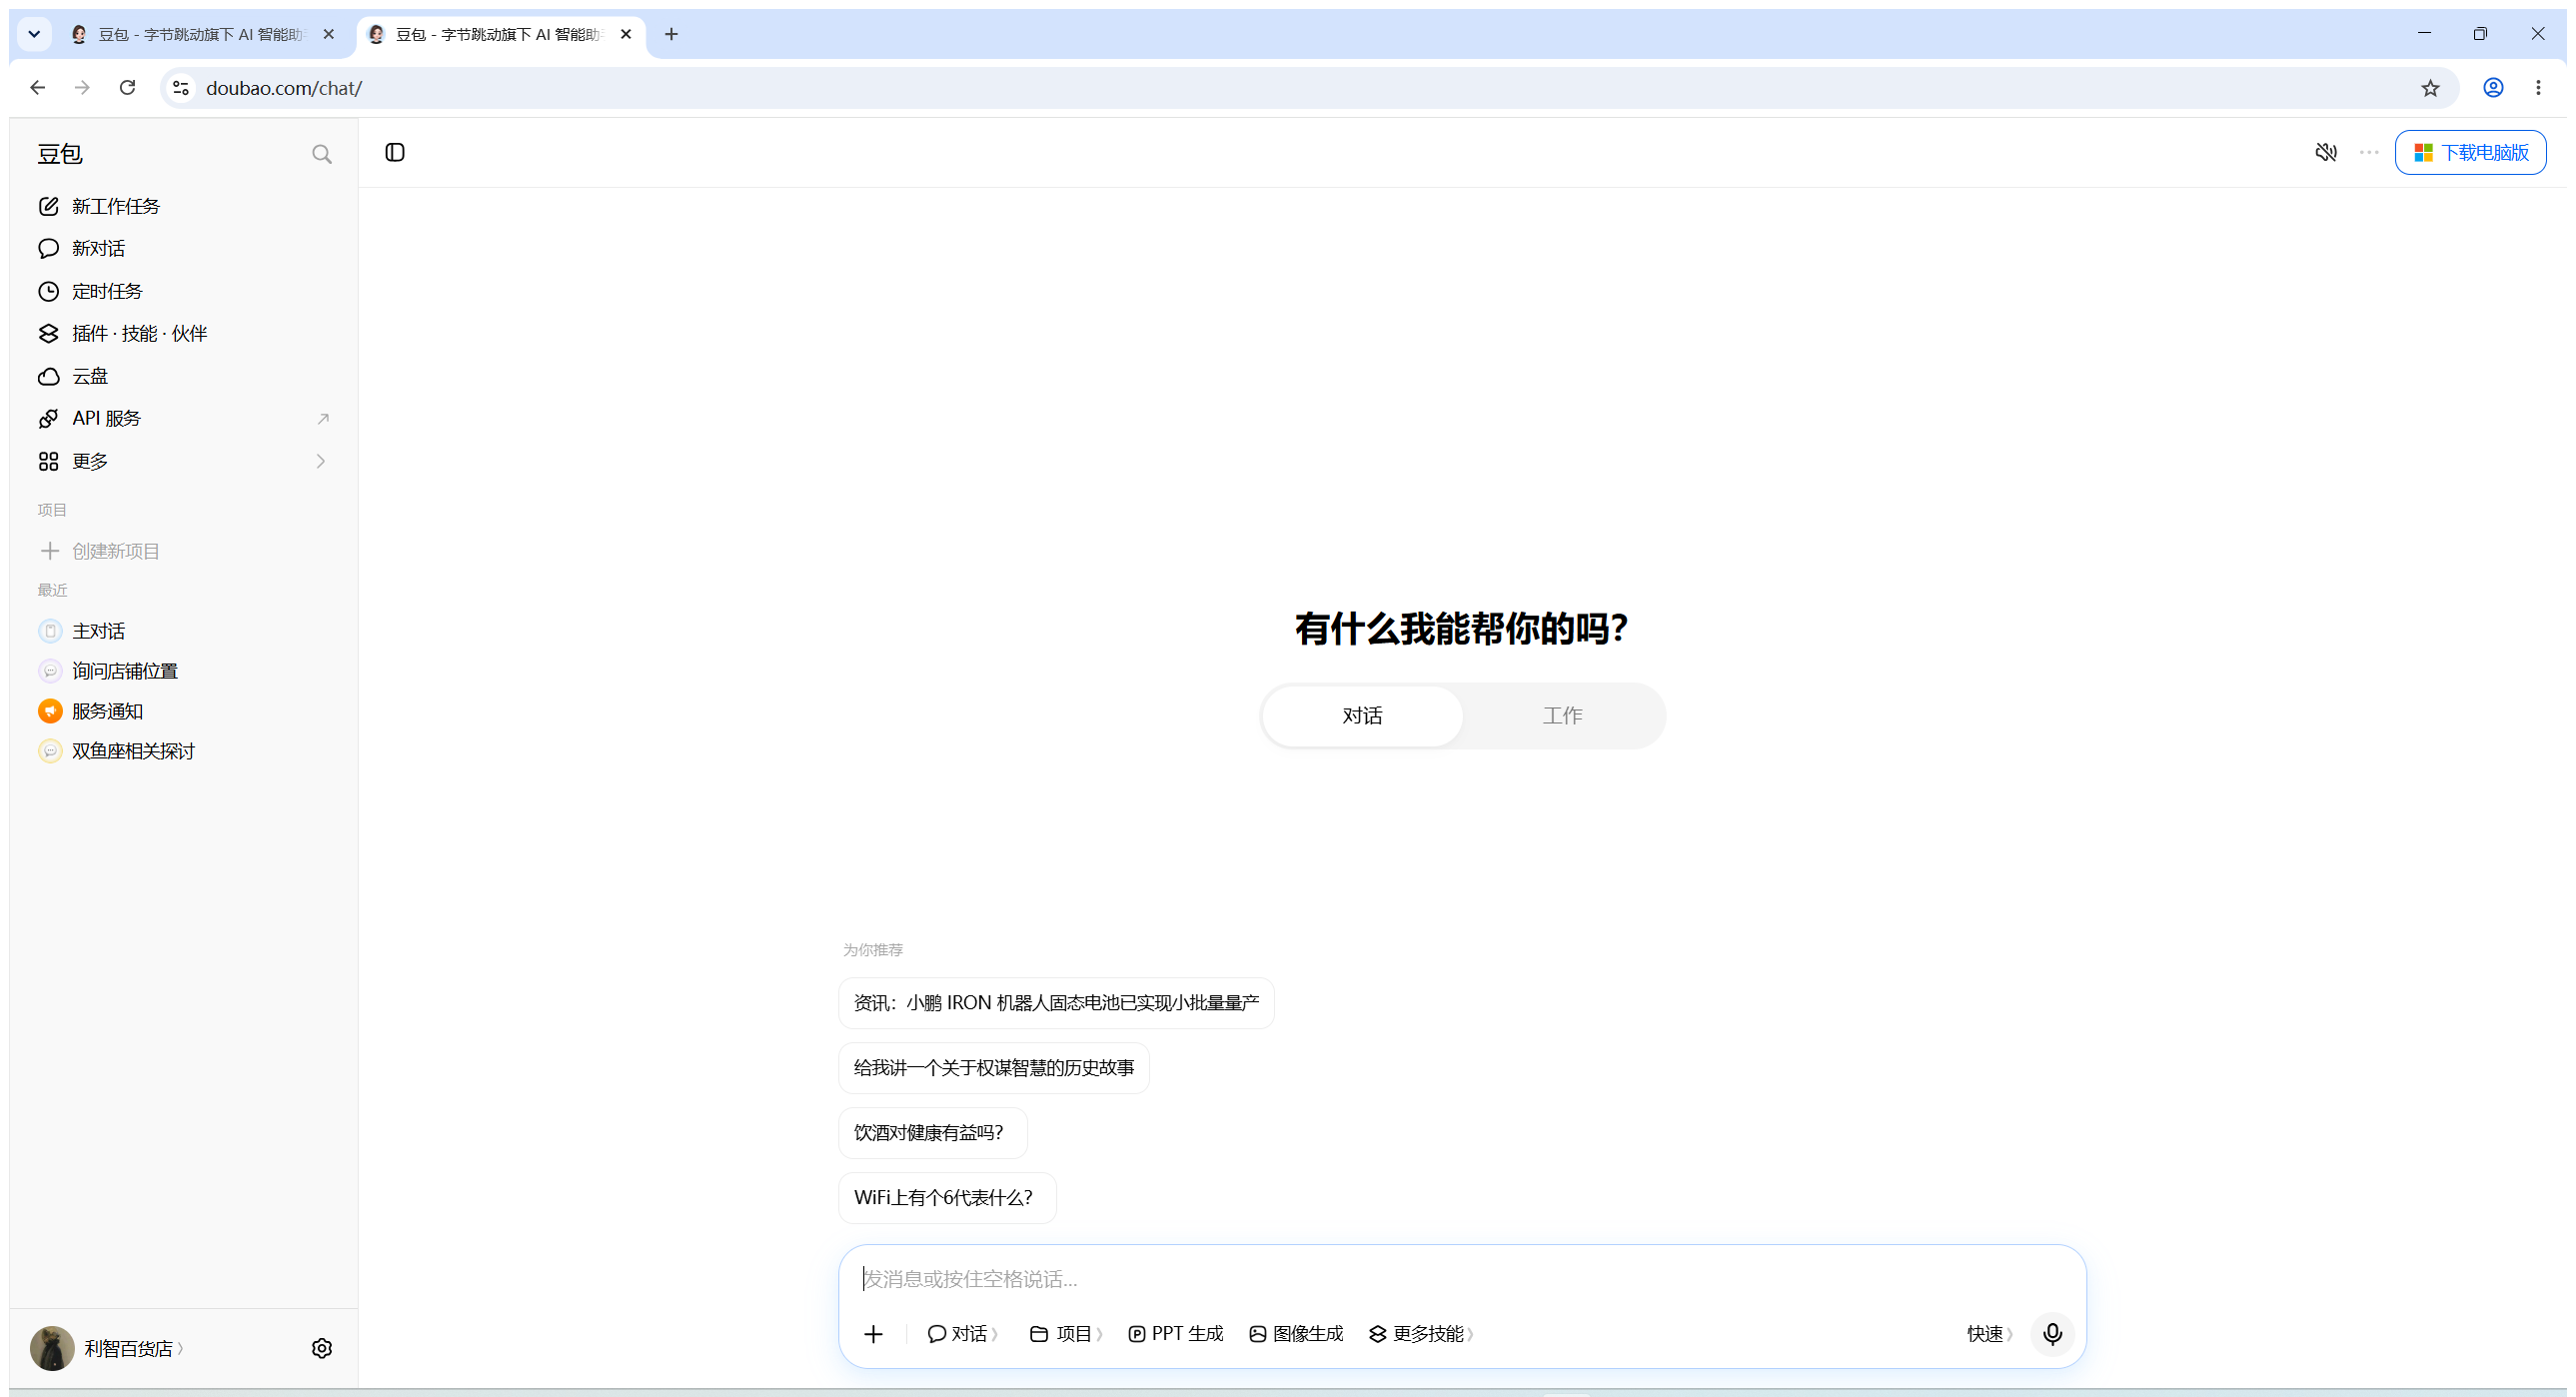 豆包 - 字节跳动旗下 AI 智能助
豆包 - 字节跳动旗下 AI 智能助
doubao.com/chat/
豆包
下载电脑版
新工作任务
新对话
定时任务
插件 · 技能 · 伙伴
云盘
API 服务
更多
项目
创建新项目
最近
主对话
询问店铺位置
服务通知
双鱼座相关探讨
利智百货店
有什么我能帮你的吗？
对话
工作
为你推荐
资讯：小鹏 IRON 机器人固态电池已实现小批量量产
给我讲一个关于权谋智慧的历史故事
饮酒对健康有益吗？
WiFi上有个6代表什么？
发消息或按住空格说话...
对话 项目 PPT 生成 图像生成 更多技能 快速